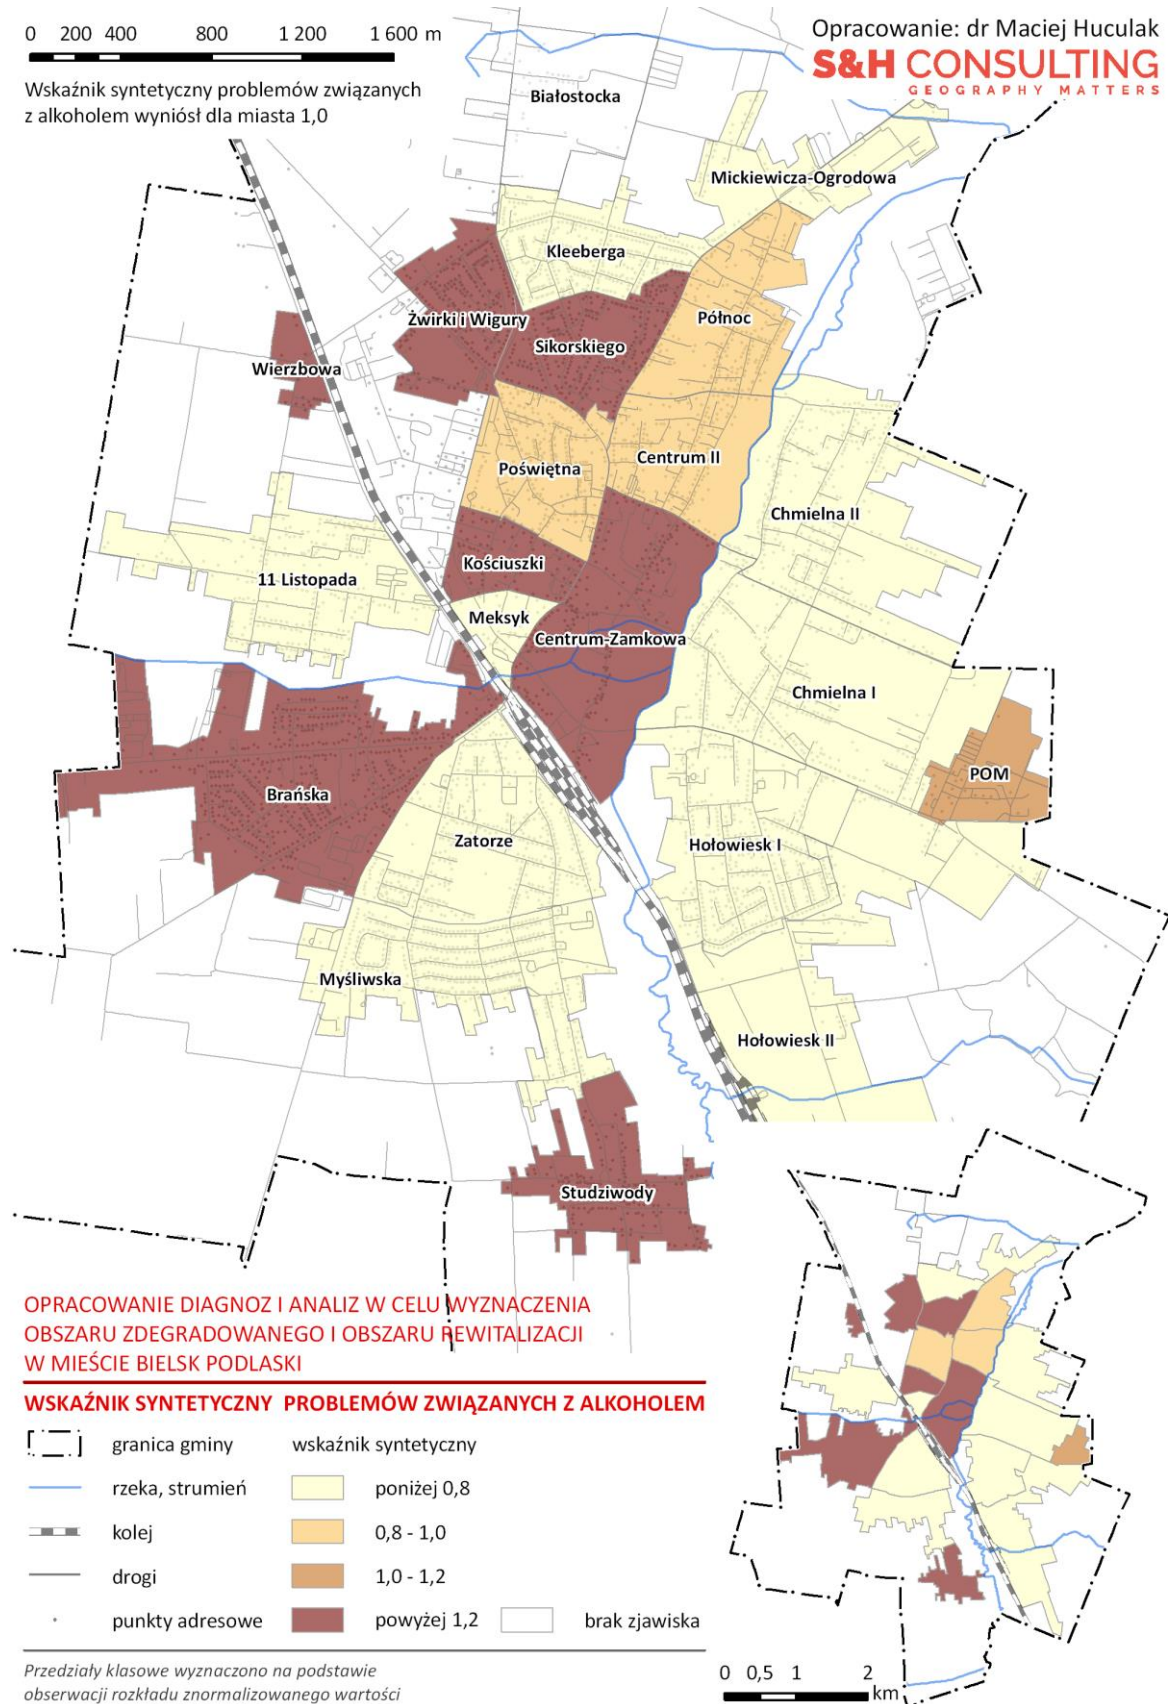 0 200 400 800 1 200 1 600 m
Wskaźnik syntetyczny problemów związanych
z alkoholem wyniósł dla miasta 1,0
Opracowanie: dr Maciej Huculak
S&H CONSULTING
GEOGRAPHY MATTERS
Białostocka
Mickiewicza-Ogrodowa
Kleeberga
Żwirki i Wigury
Północ
Sikorskiego
Wierzbowa
Centrum II
Poświętna
Chmielna II
Kościuszki
11 Listopada
Meksyk
Centrum-Zamkowa
Chmielna I
POM
Brańska
Zatorze
Hołowiesk I
Myśliwska
Hołowiesk II
Studziwody
OPRACOWANIE DIAGNOZ I ANALIZ W CELU WYZNACZENIA
OBSZARU ZDEGRADOWANEGO I OBSZARU REWITALIZACJI
W MIEŚCIE BIELSK PODLASKI
WSKAŹNIK SYNTETYCZNY PROBLEMÓW ZWIĄZANYCH Z ALKOHOLEM
granica gminy
rzeka, strumień
kolej
drogi
punkty adresowe
wskaźnik syntetyczny
poniżej 0,8
0,8 - 1,0
1,0 - 1,2
powyżej 1,2
brak zjawiska
Przedziały klasowe wyznaczono na podstawie
obserwacji rozkładu znormalizowanego wartości
0 0,5 1 2
km